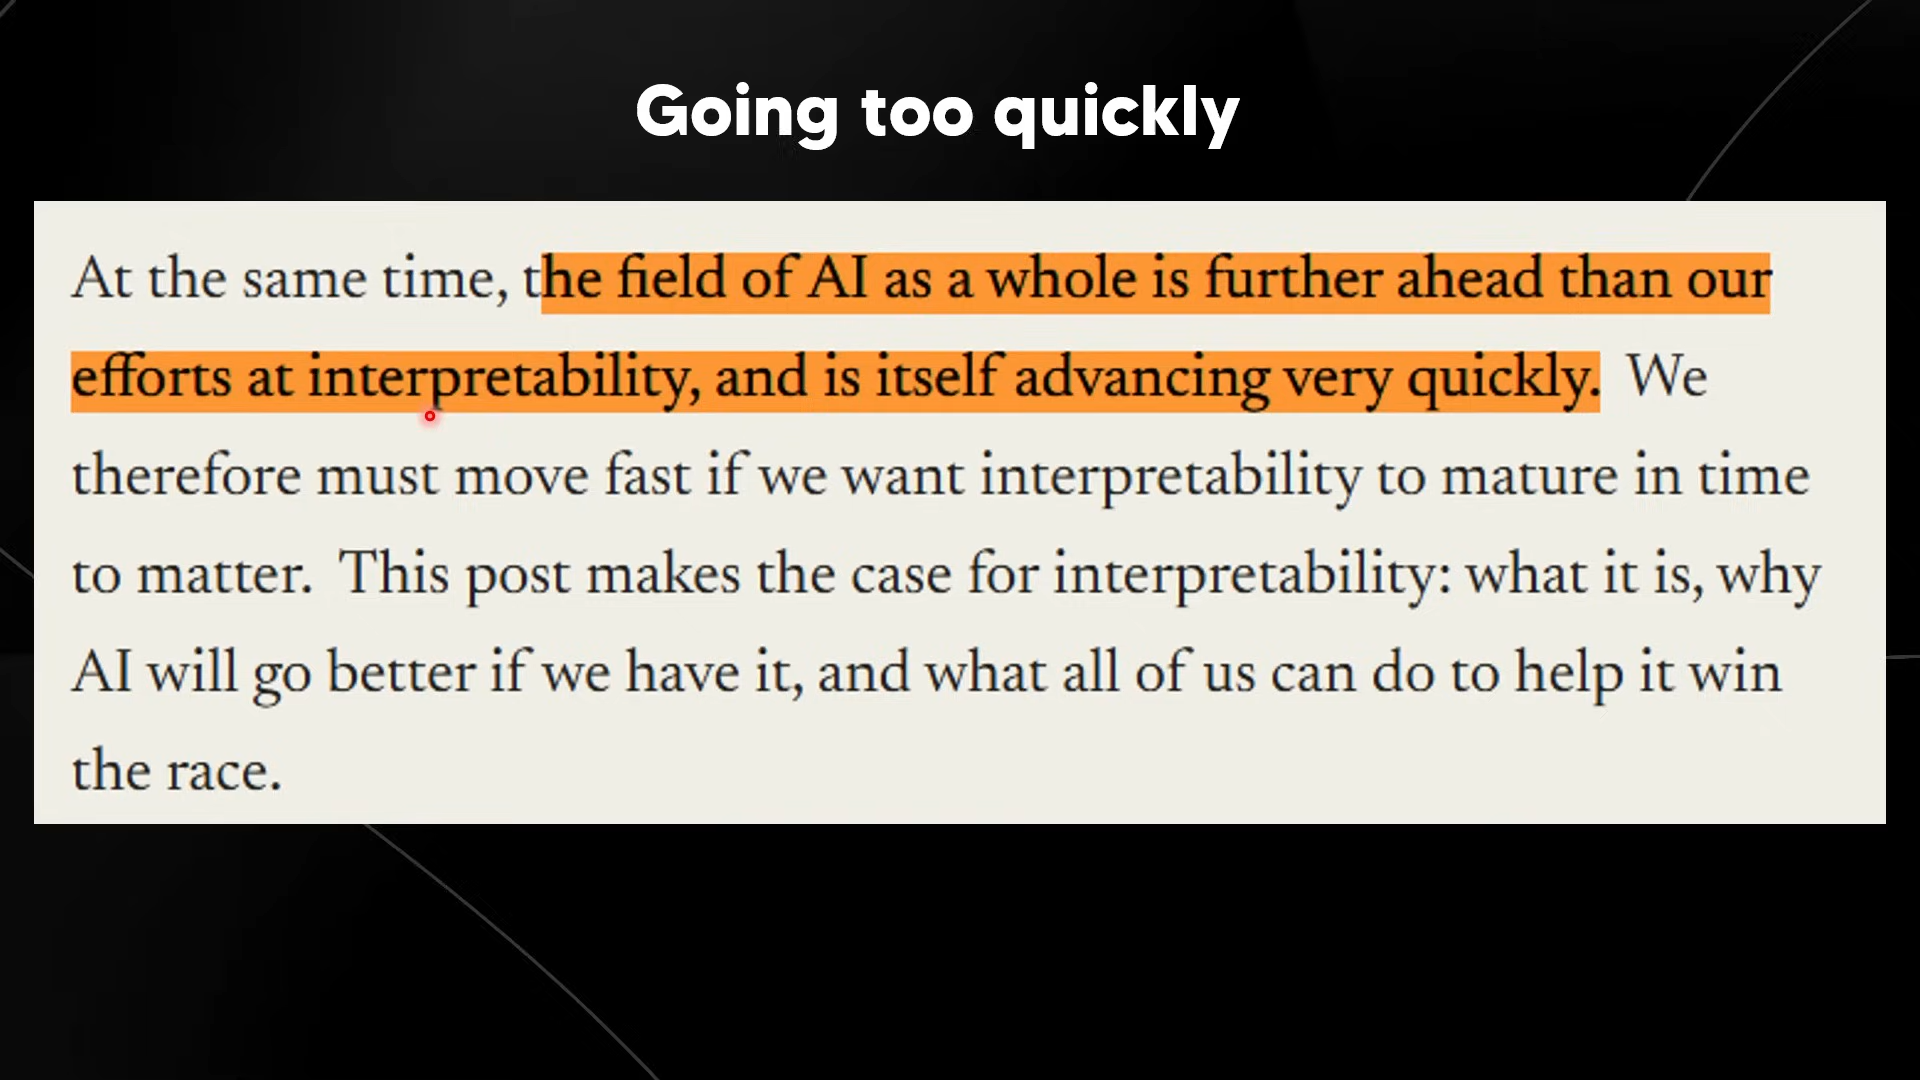 Going too quickly
At the same time, the field of AI as a whole is further ahead than our
efforts at interpretability, and is itself advancing very quickly. We
therefore must move fast if we want interpretability to mature in time
to matter. This post makes the case for interpretability: what it is, why
AI will go better if we have it, and what all of us can do to help it win
the race.